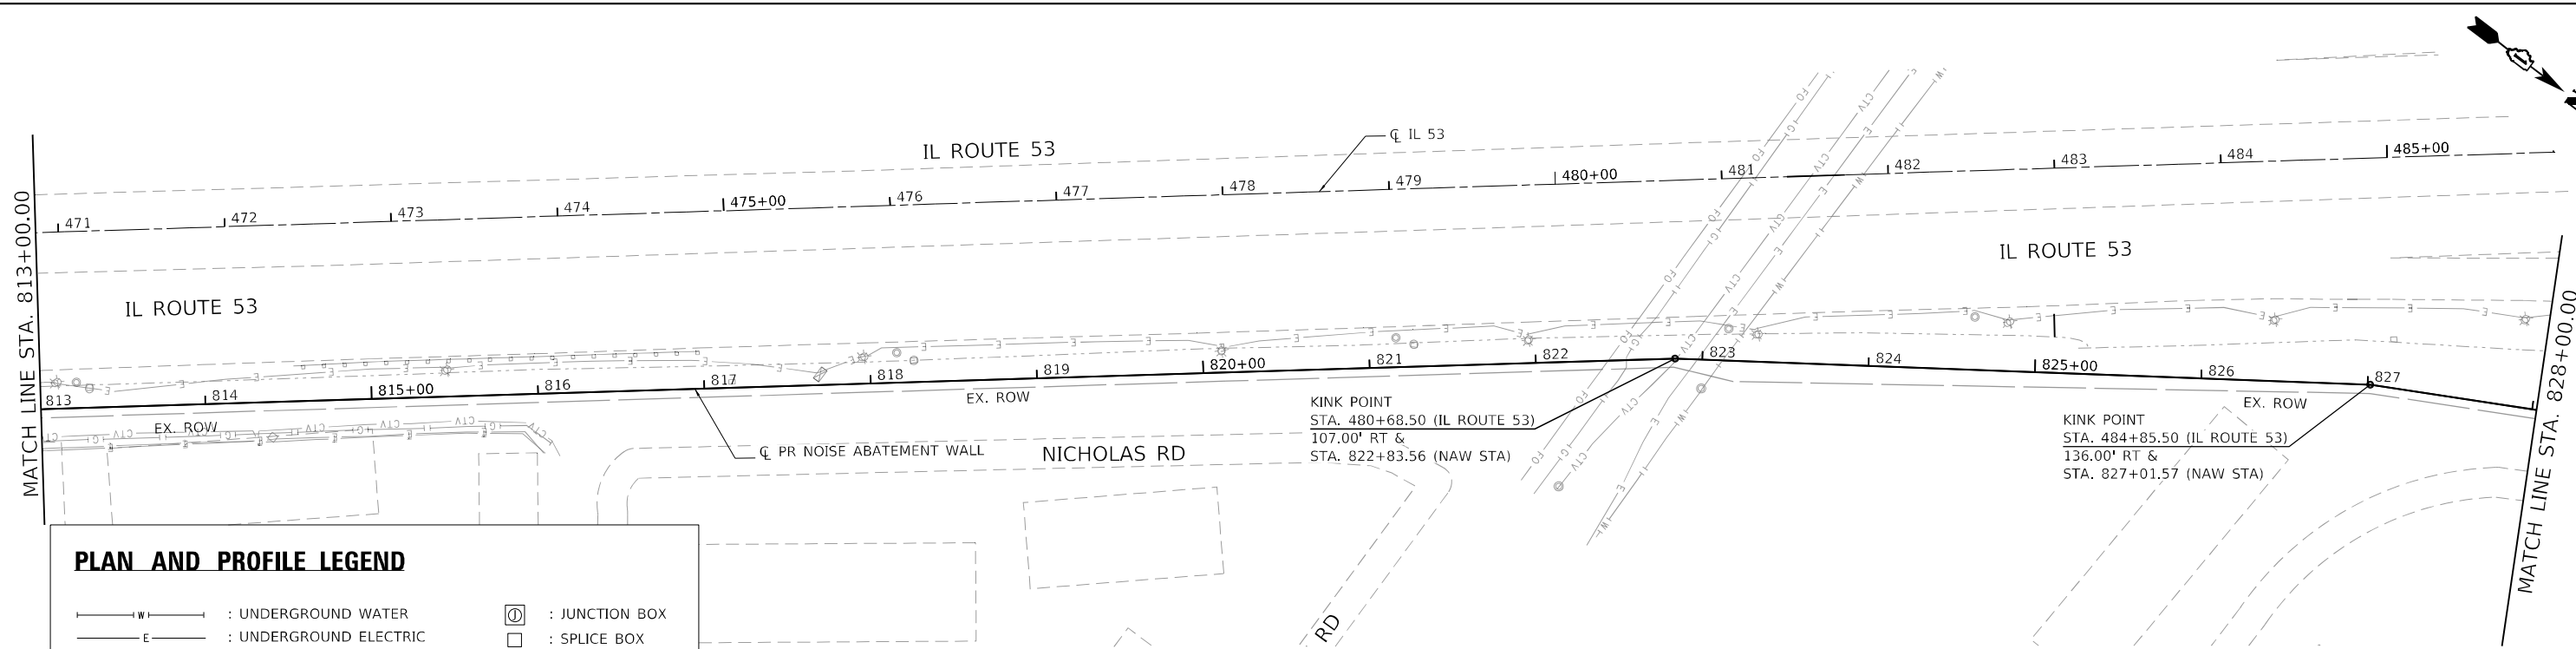 IL ROUTE 53
℄ IL 53
471
472
473
474
475+00
476
477
478
479
480+00
481
482
483
484
485+00
MATCH LINE STA. 813+00.00
IL ROUTE 53
IL ROUTE 53
813
814
815+00
816
817
818
819
820+00
821
822
823
824
825+00
826
827
EX. ROW
EX. ROW
EX. ROW
℄ PR NOISE ABATEMENT WALL
NICHOLAS RD
KINK POINT
STA. 480+68.50 (IL ROUTE 53)
107.00' RT &
STA. 822+83.56 (NAW STA)
KINK POINT
STA. 484+85.50 (IL ROUTE 53)
136.00' RT &
STA. 827+01.57 (NAW STA)
MATCH LINE STA. 828+00.00
RD
PLAN AND PROFILE LEGEND
W : UNDERGROUND WATER
E : UNDERGROUND ELECTRIC
J : JUNCTION BOX
: SPLICE BOX